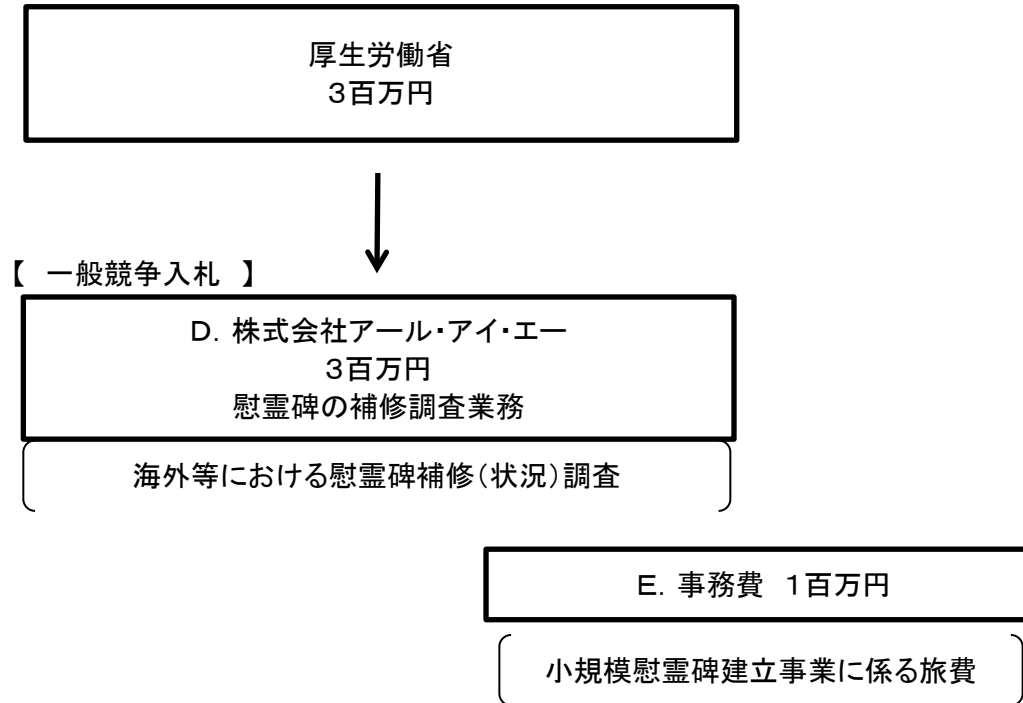 厚生労働省
3百万円
【 一般競争入札 】
D. 株式会社アール・アイ・エー
3百万円
慰霊碑の補修調査業務
海外等における慰霊碑補修(状況)調査
E. 事務費 1百万円
小規模慰霊碑建立事業に係る旅費